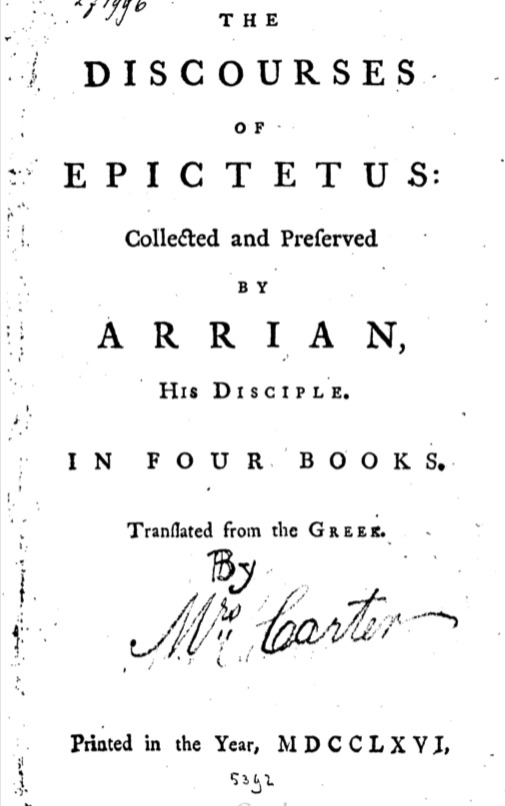 THE
DISCOURSES
OF
EPICTETUS:
Collected and Preſerved
BY
ARRIAN,
HIS DISCIPLE.
IN FOUR BOOKS.
Tranſlated from the GREEK.
By
Mrs Carter
Printed in the Year, MDCCLXVI,